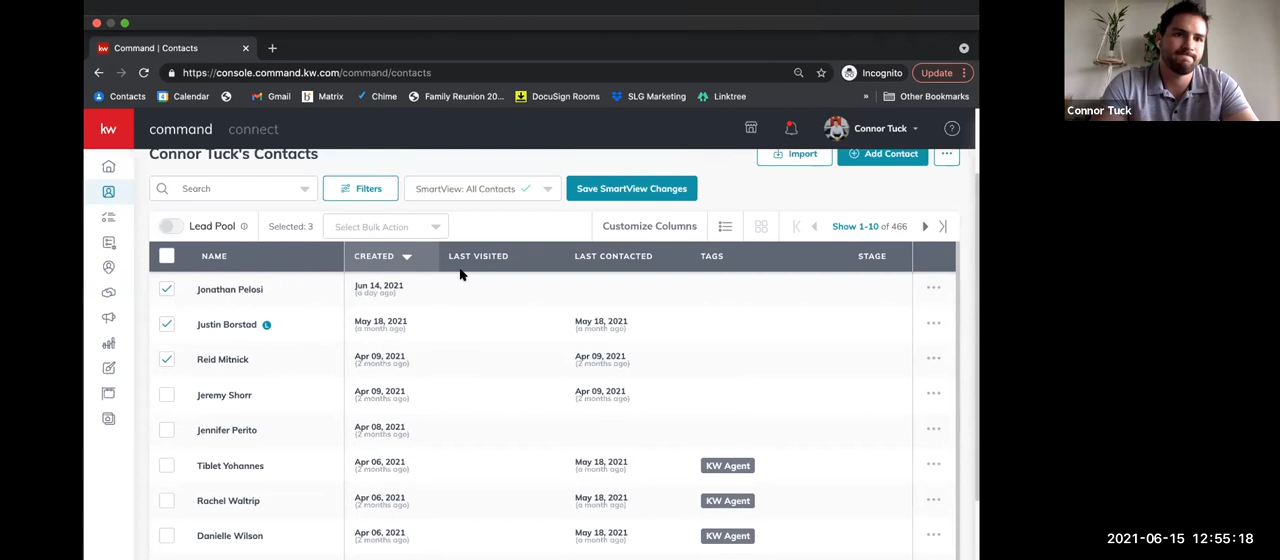 Command | Contacts
https://console.command.kw.com/command/contacts
Incognito
Update
Contacts
Calendar
Gmail
Matrix
Chime
Family Reunion 20...
DocuSign Rooms
SLG Marketing
Linktree
»
Other Bookmarks
Connor Tuck
kw
command
connect
Connor Tuck
Connor Tuck's Contacts
Import
Add Contact
Search
Filters
SmartView: All Contacts
Save SmartView Changes
Lead Pool
Selected: 3
Select Bulk Action
Customize Columns
Show 1-10 of 466
NAME CREATED LAST VISITED LAST CONTACTED TAGS STAGE
Jonathan Pelosi Jun 14, 2021
(a day ago)
Justin Borstad L May 18, 2021 May 18, 2021
(a month ago) (a month ago)
Reid Mitnick Apr 09, 2021 Apr 09, 2021
(2 months ago) (2 months ago)
Jeremy Shorr Apr 09, 2021 Apr 09, 2021
(2 months ago) (2 months ago)
Jennifer Perito Apr 08, 2021
(2 months ago)
Tiblet Yohannes Apr 06, 2021 May 18, 2021 KW Agent
(2 months ago) (a month ago)
Rachel Waltrip Apr 06, 2021 May 18, 2021 KW Agent
(2 months ago) (a month ago)
Danielle Wilson Apr 06, 2021 May 18, 2021 KW Agent
(2 months ago) (a month ago)
2021-06-15 12:55:18